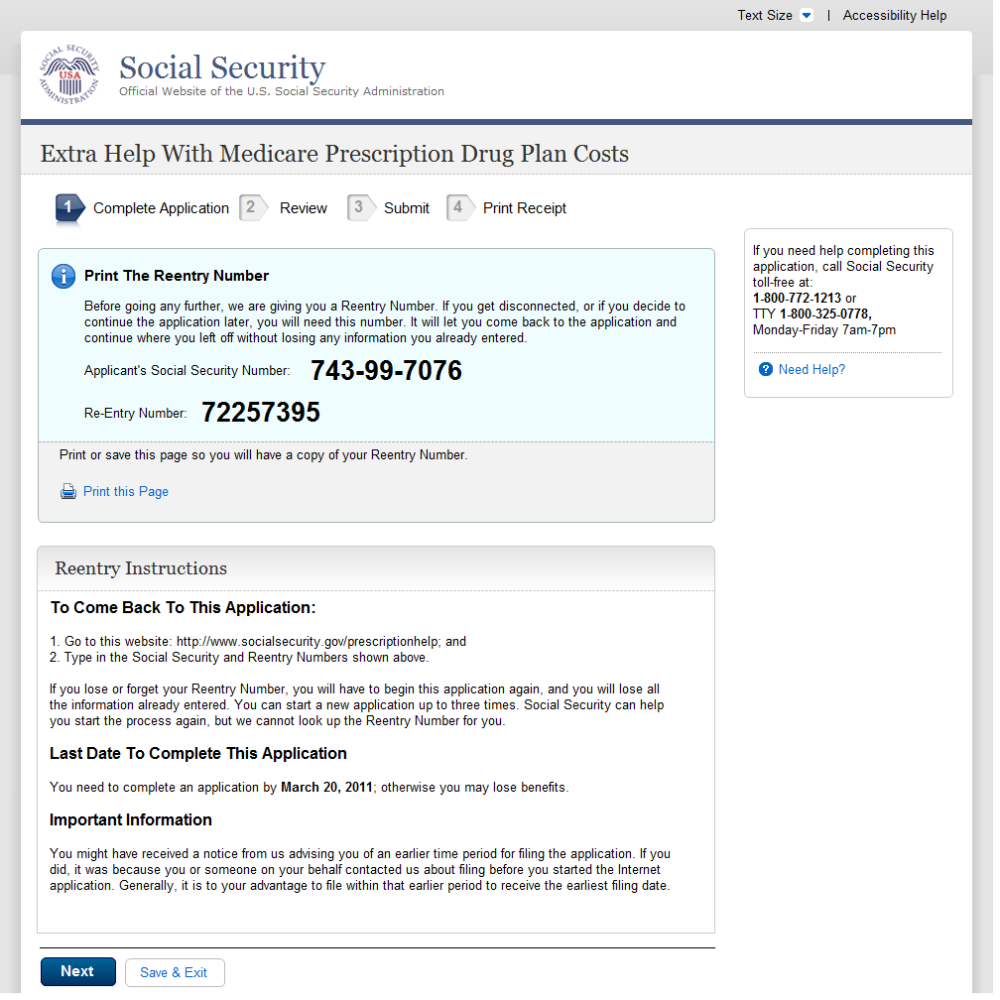 Text Size | Accessibility Help
SOCIAL SECURITY ADMINISTRATION
USA
Social Security
Official Website of the U.S. Social Security Administration
Extra Help With Medicare Prescription Drug Plan Costs
1 Complete Application 2 Review 3 Submit 4 Print Receipt
Print The Reentry Number
Before going any further, we are giving you a Reentry Number. If you get disconnected, or if you decide to
continue the application later, you will need this number. It will let you come back to the application and
continue where you left off without losing any information you already entered.
Applicant's Social Security Number: 743-99-7076
Re-Entry Number: 72257395
Print or save this page so you will have a copy of your Reentry Number.
Print this Page
If you need help completing this
application, call Social Security
toll-free at:
1-800-772-1213 or
TTY 1-800-325-0778,
Monday-Friday 7am-7pm
? Need Help?
Reentry Instructions
To Come Back To This Application:
1. Go to this website: http://www.socialsecurity.gov/prescriptionhelp; and
2. Type in the Social Security and Reentry Numbers shown above.
If you lose or forget your Reentry Number, you will have to begin this application again, and you will lose all
the information already entered. You can start a new application up to three times. Social Security can help
you start the process again, but we cannot look up the Reentry Number for you.
Last Date To Complete This Application
You need to complete an application by March 20, 2011; otherwise you may lose benefits.
Important Information
You might have received a notice from us advising you of an earlier time period for filing the application. If you
did, it was because you or someone on your behalf contacted us about filing before you started the Internet
application. Generally, it is to your advantage to file within that earlier period to receive the earliest filing date.
Next Save & Exit